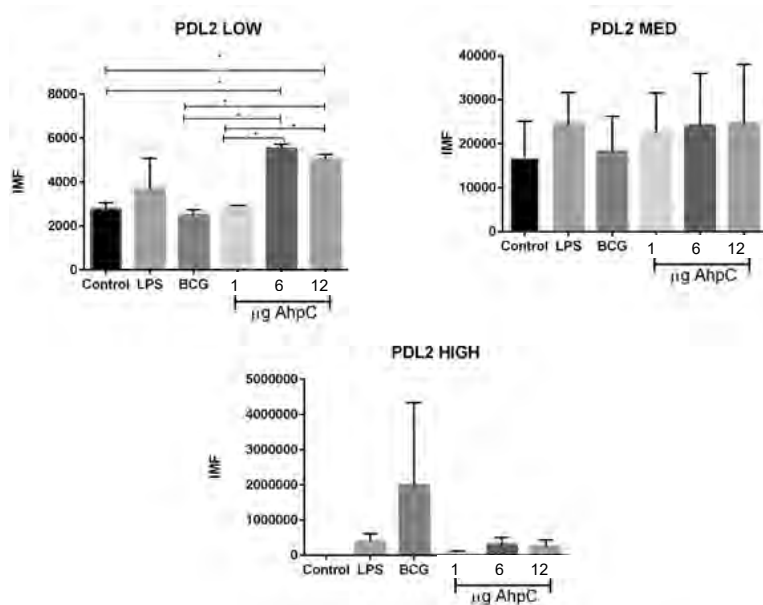 PDL2 LOW
8000
6000
4000
2000
0
IMF
Control LPS BCG 1 6 12
μg AhpC
PDL2 MED
40000
30000
20000
10000
0
IMF
Control LPS BCG 1 6 12
μg AhpC
PDL2 HIGH
5000000
4000000
3000000
2000000
1000000
0
IMF
Control LPS BCG 1 6 12
μg AhpC